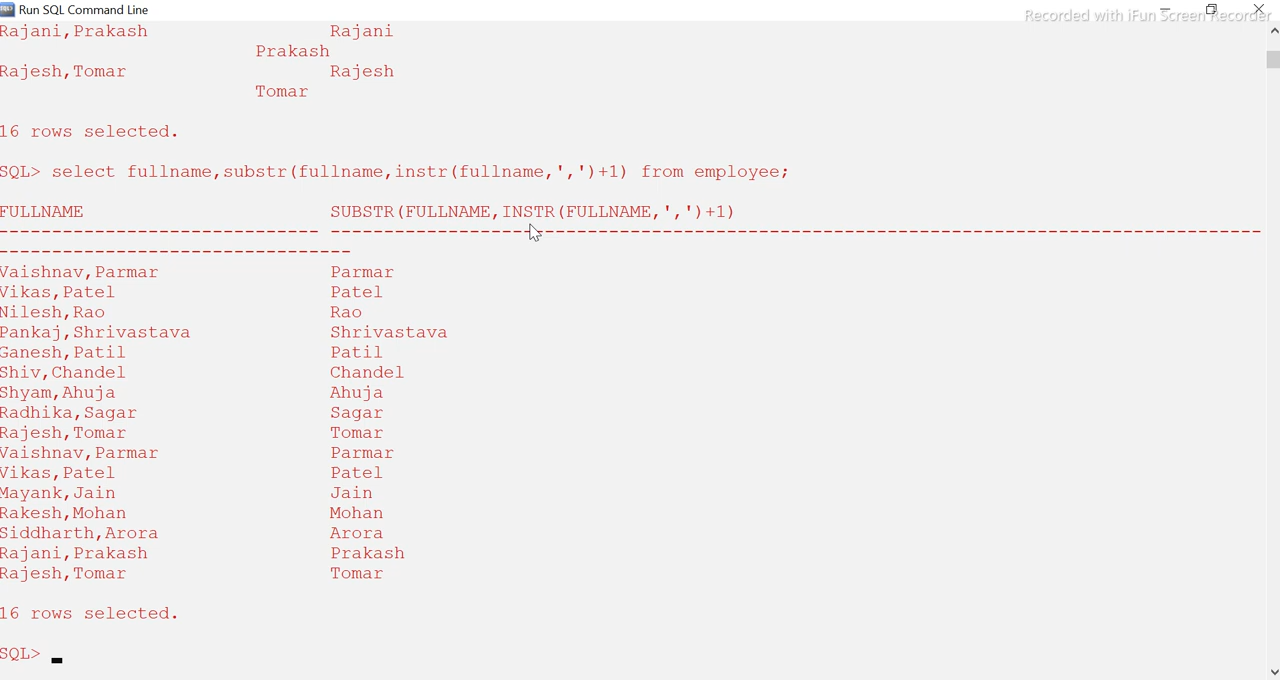 Run SQL Command Line
Recorded with iFun Screen Recorder
Rajani,Prakash Rajani
Prakash
Rajesh,Tomar Rajesh
Tomar
16 rows selected.
SQL> select fullname,substr(fullname,instr(fullname,',')+1) from employee;
FULLNAME SUBSTR(FULLNAME,INSTR(FULLNAME,',')+1)
Vaishnav,Parmar Parmar
Vikas,Patel Patel
Nilesh,Rao Rao
Pankaj,Shrivastava Shrivastava
Ganesh,Patil Patil
Shiv,Chandel Chandel
Shyam,Ahuja Ahuja
Radhika,Sagar Sagar
Rajesh,Tomar Tomar
Vaishnav,Parmar Parmar
Vikas,Patel Patel
Mayank,Jain Jain
Rakesh,Mohan Mohan
Siddharth,Arora Arora
Rajani,Prakash Prakash
Rajesh,Tomar Tomar
16 rows selected.
SQL>